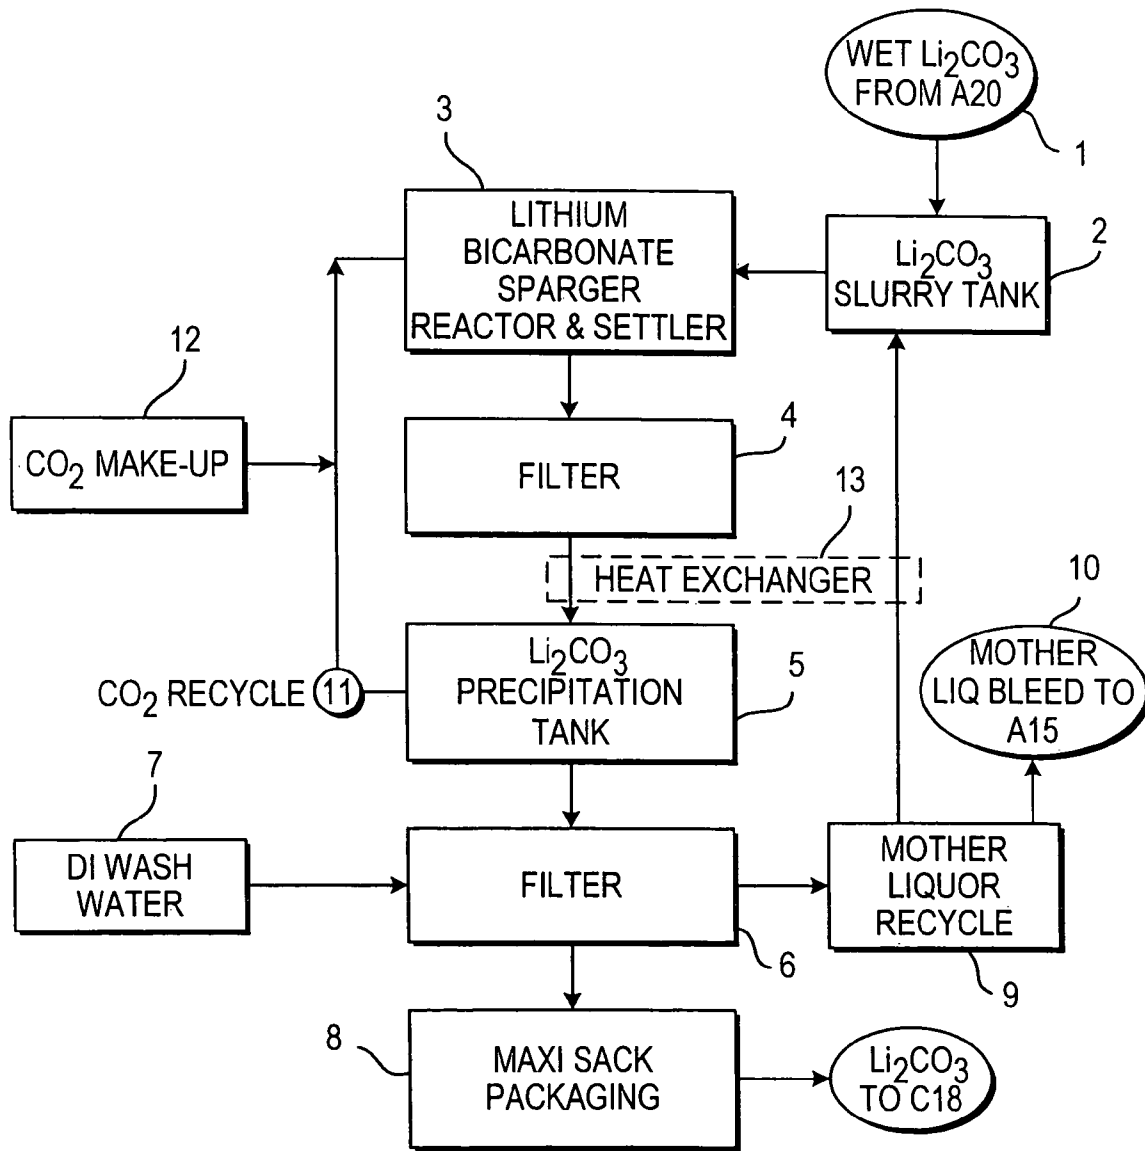 WET Li2CO3
FROM A20
1
3
LITHIUM
BICARBONATE
SPARGER
REACTOR & SETTLER
2
Li2CO3
SLURRY TANK
12
CO2 MAKE-UP
4
FILTER
13
HEAT EXCHANGER
10
MOTHER
LIQ BLEED TO
A15
Li2CO3
PRECIPITATION
TANK
5
CO2 RECYCLE 11
7
DI WASH
WATER
FILTER
6
MOTHER
LIQUOR
RECYCLE
9
8
MAXI SACK
PACKAGING
Li2CO3
TO C18